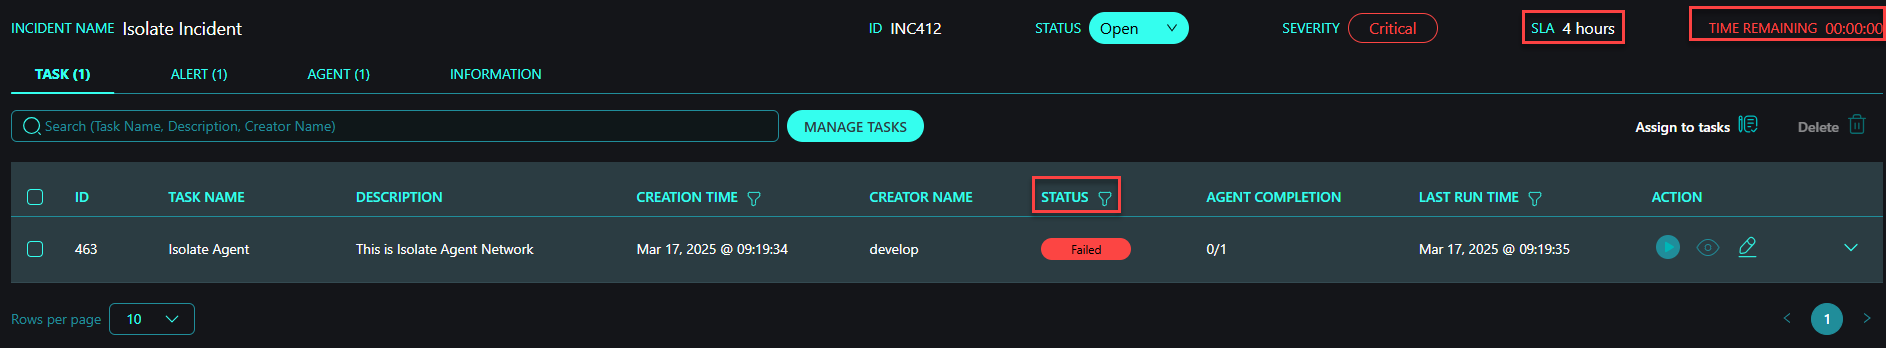 INCIDENT NAME Isolate Incident ID INC412 STATUS Open SEVERITY Critical SLA 4 hours TIME REMAINING 00:00:00
TASK (1) ALERT (1) AGENT (1) INFORMATION
Search (Task Name, Description, Creator Name) MANAGE TASKS Assign to tasks Delete
ID TASK NAME DESCRIPTION CREATION TIME CREATOR NAME STATUS AGENT COMPLETION LAST RUN TIME ACTION
463 Isolate Agent This is Isolate Agent Network Mar 17, 2025 @ 09:19:34 develop Failed 0/1 Mar 17, 2025 @ 09:19:35
Rows per page 10 1